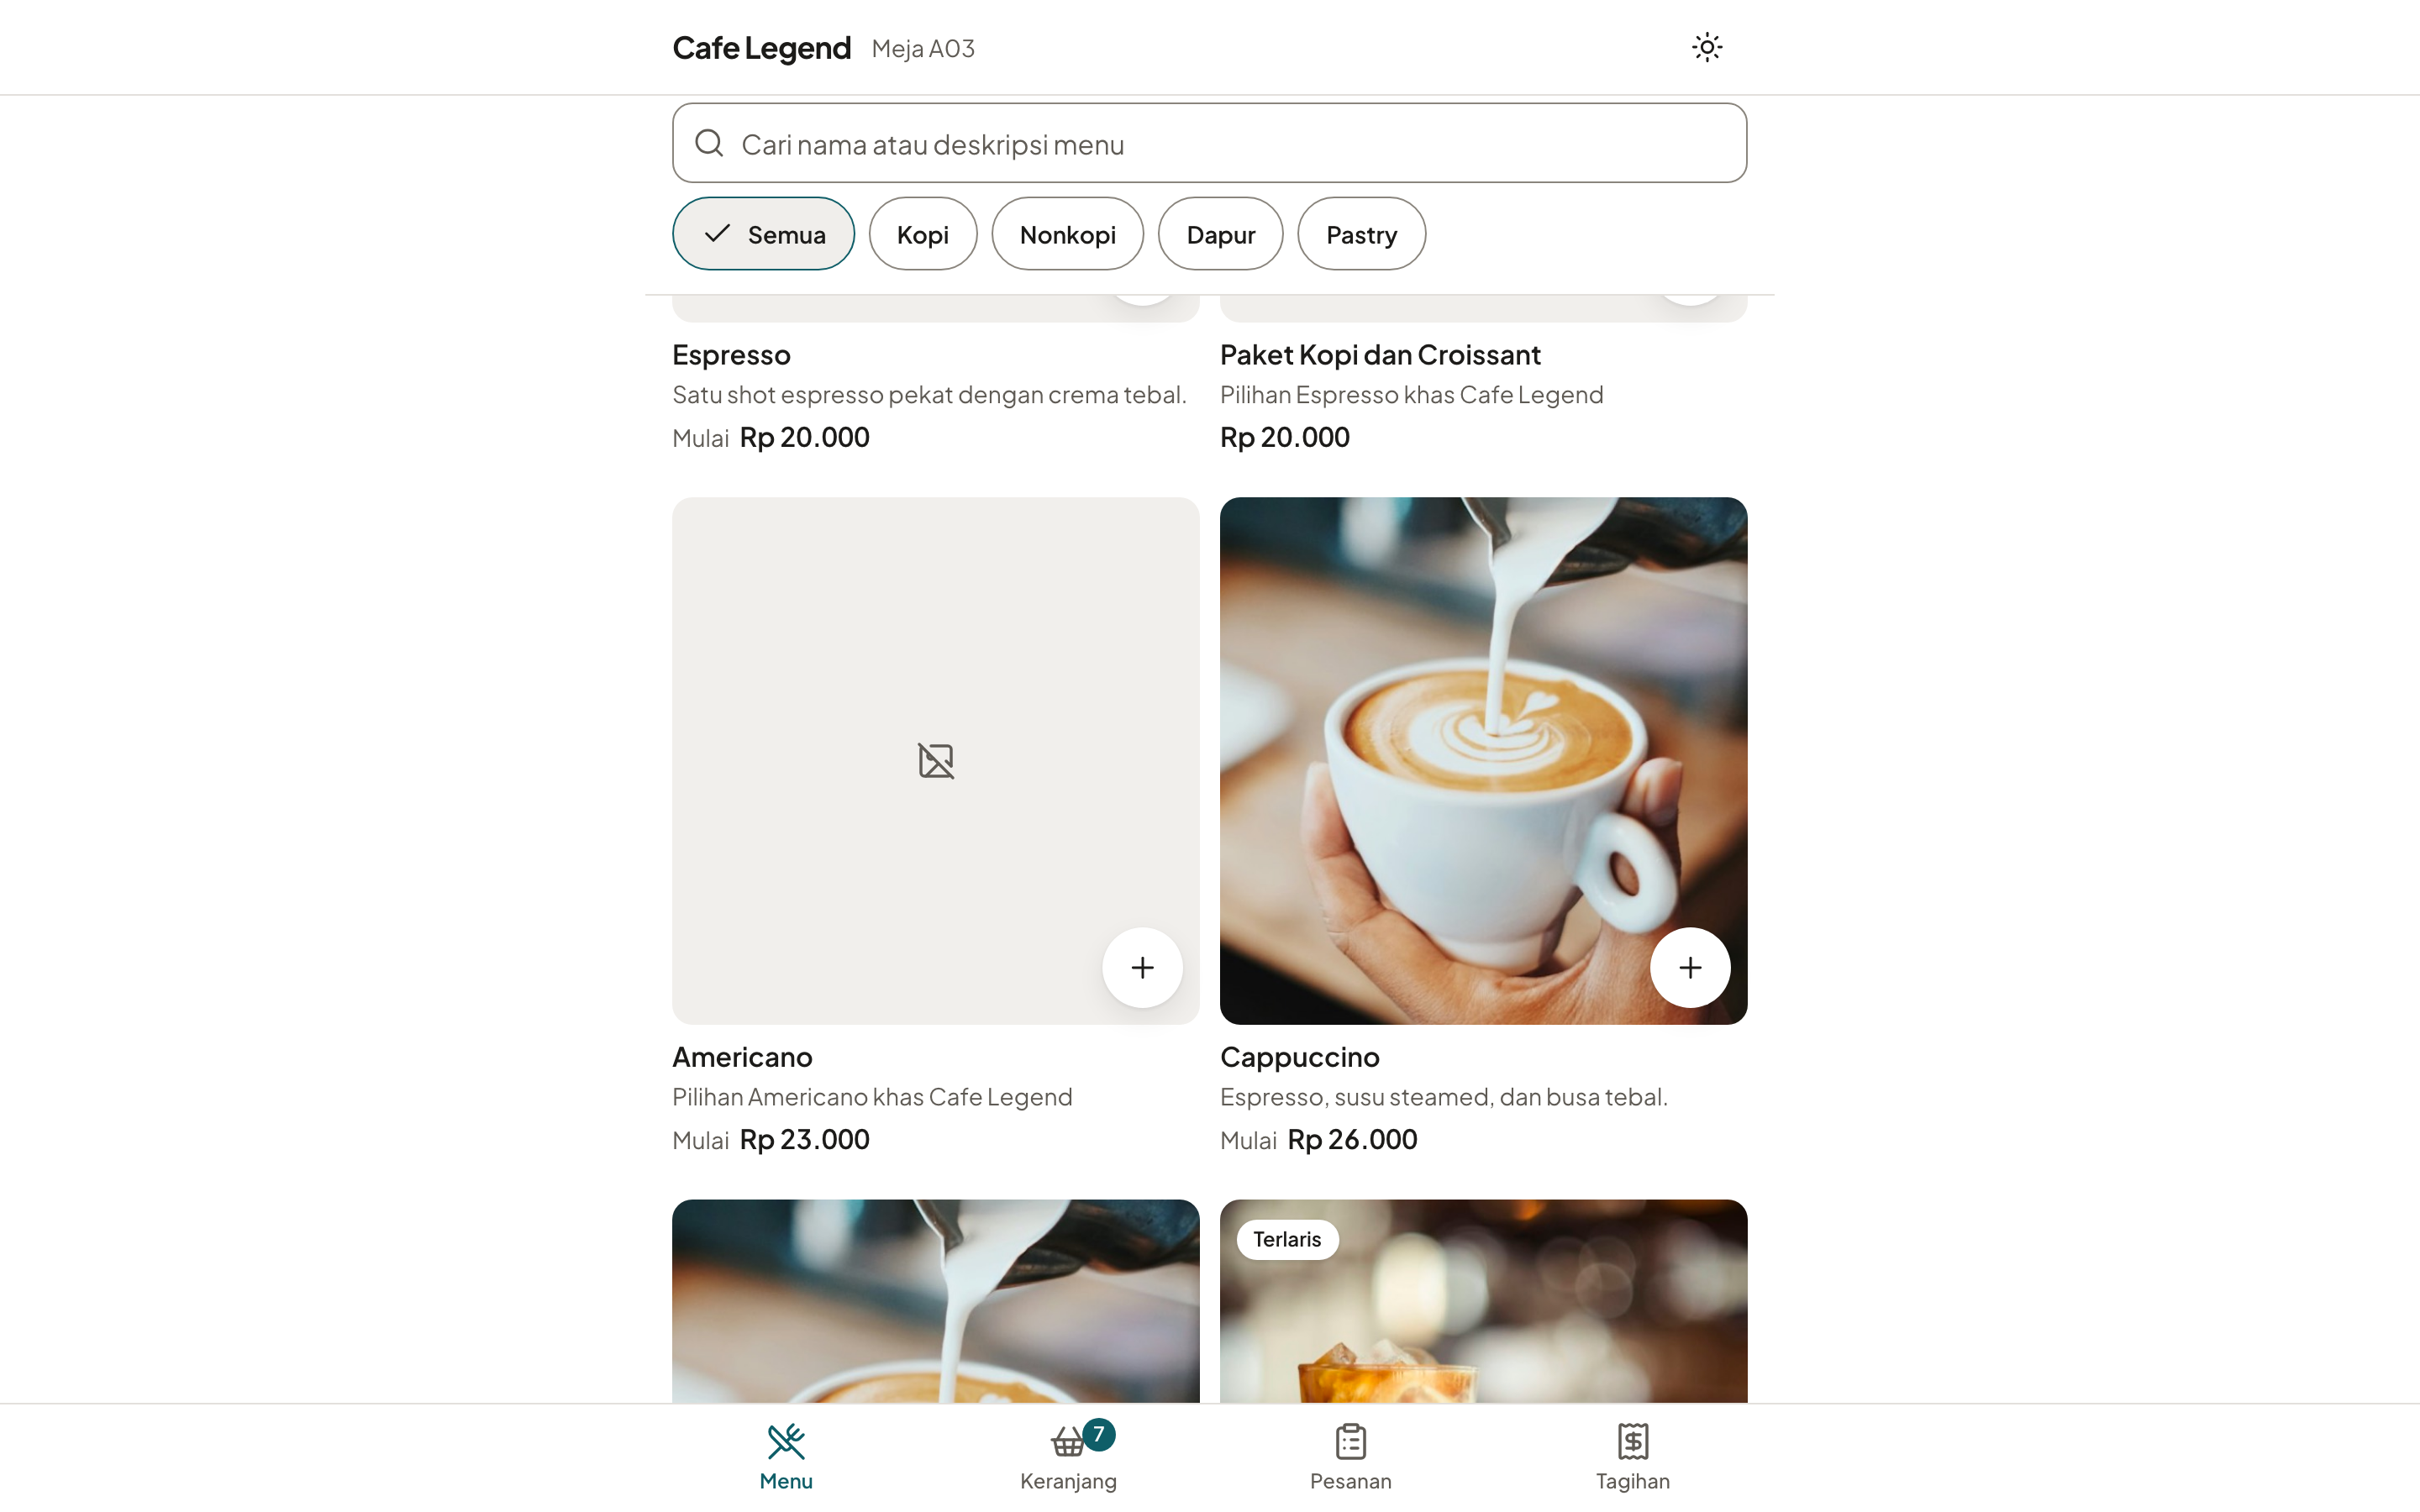 Cafe Legend Meja A03
Cari nama atau deskripsi menu
Semua Kopi Nonkopi Dapur Pastry
Espresso
Satu shot espresso pekat dengan crema tebal.
Mulai Rp 20.000
Paket Kopi dan Croissant
Pilihan Espresso khas Cafe Legend
Rp 20.000
Americano
Pilihan Americano khas Cafe Legend
Mulai Rp 23.000
Cappuccino
Espresso, susu steamed, dan busa tebal.
Mulai Rp 26.000
Terlaris
Menu
7
Keranjang
Pesanan
Tagihan